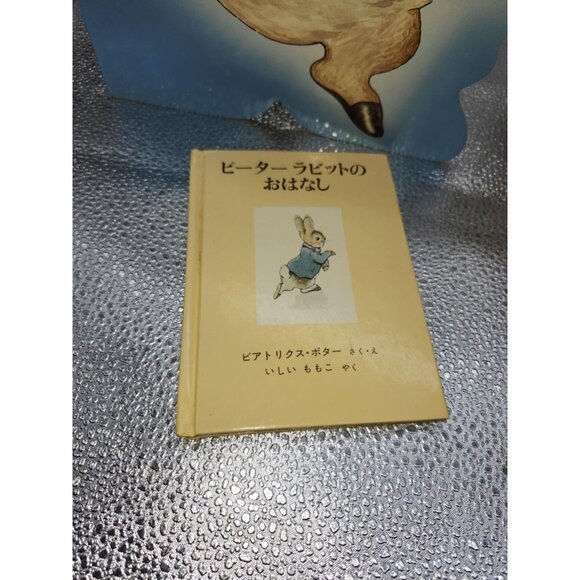 ピーター ラビットの
おはなし
ビアトリクス・ポター さく・え
いしい ももこ やく